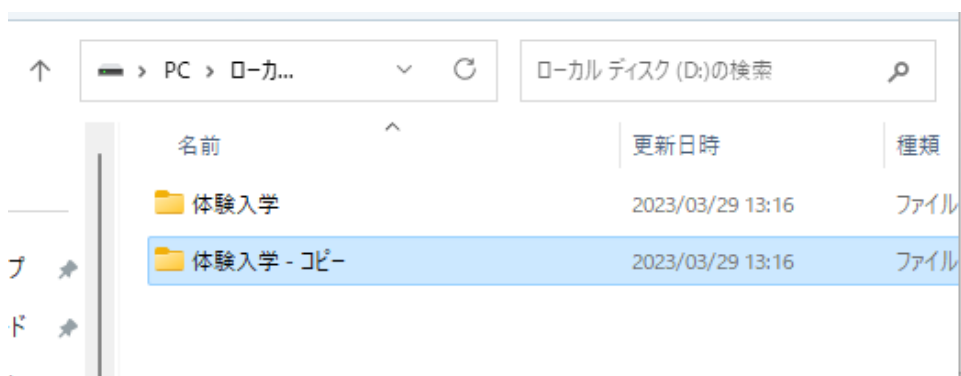 PC › ローカ... ローカル ディスク (D:)の検索
名前 更新日時 種類
体験入学 2023/03/29 13:16 ファイル
体験入学 - コピー 2023/03/29 13:16 ファイル
プ
ド